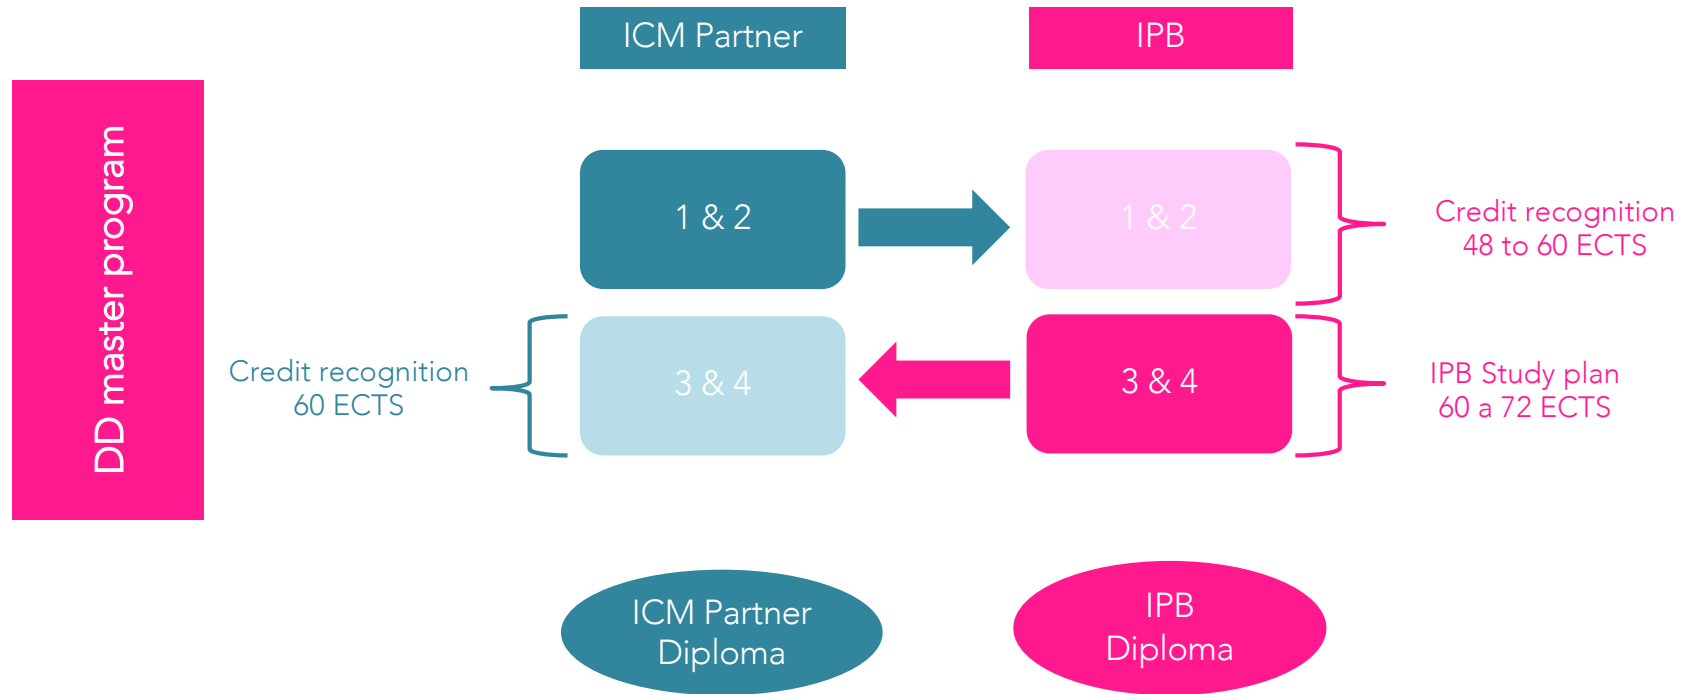 ICM Partner
IPB
DD master program
1 & 2
1 & 2
Credit recognition
48 to 60 ECTS
Credit recognition
60 ECTS
3 & 4
3 & 4
IPB Study plan
60 a 72 ECTS
ICM Partner
Diploma
IPB
Diploma